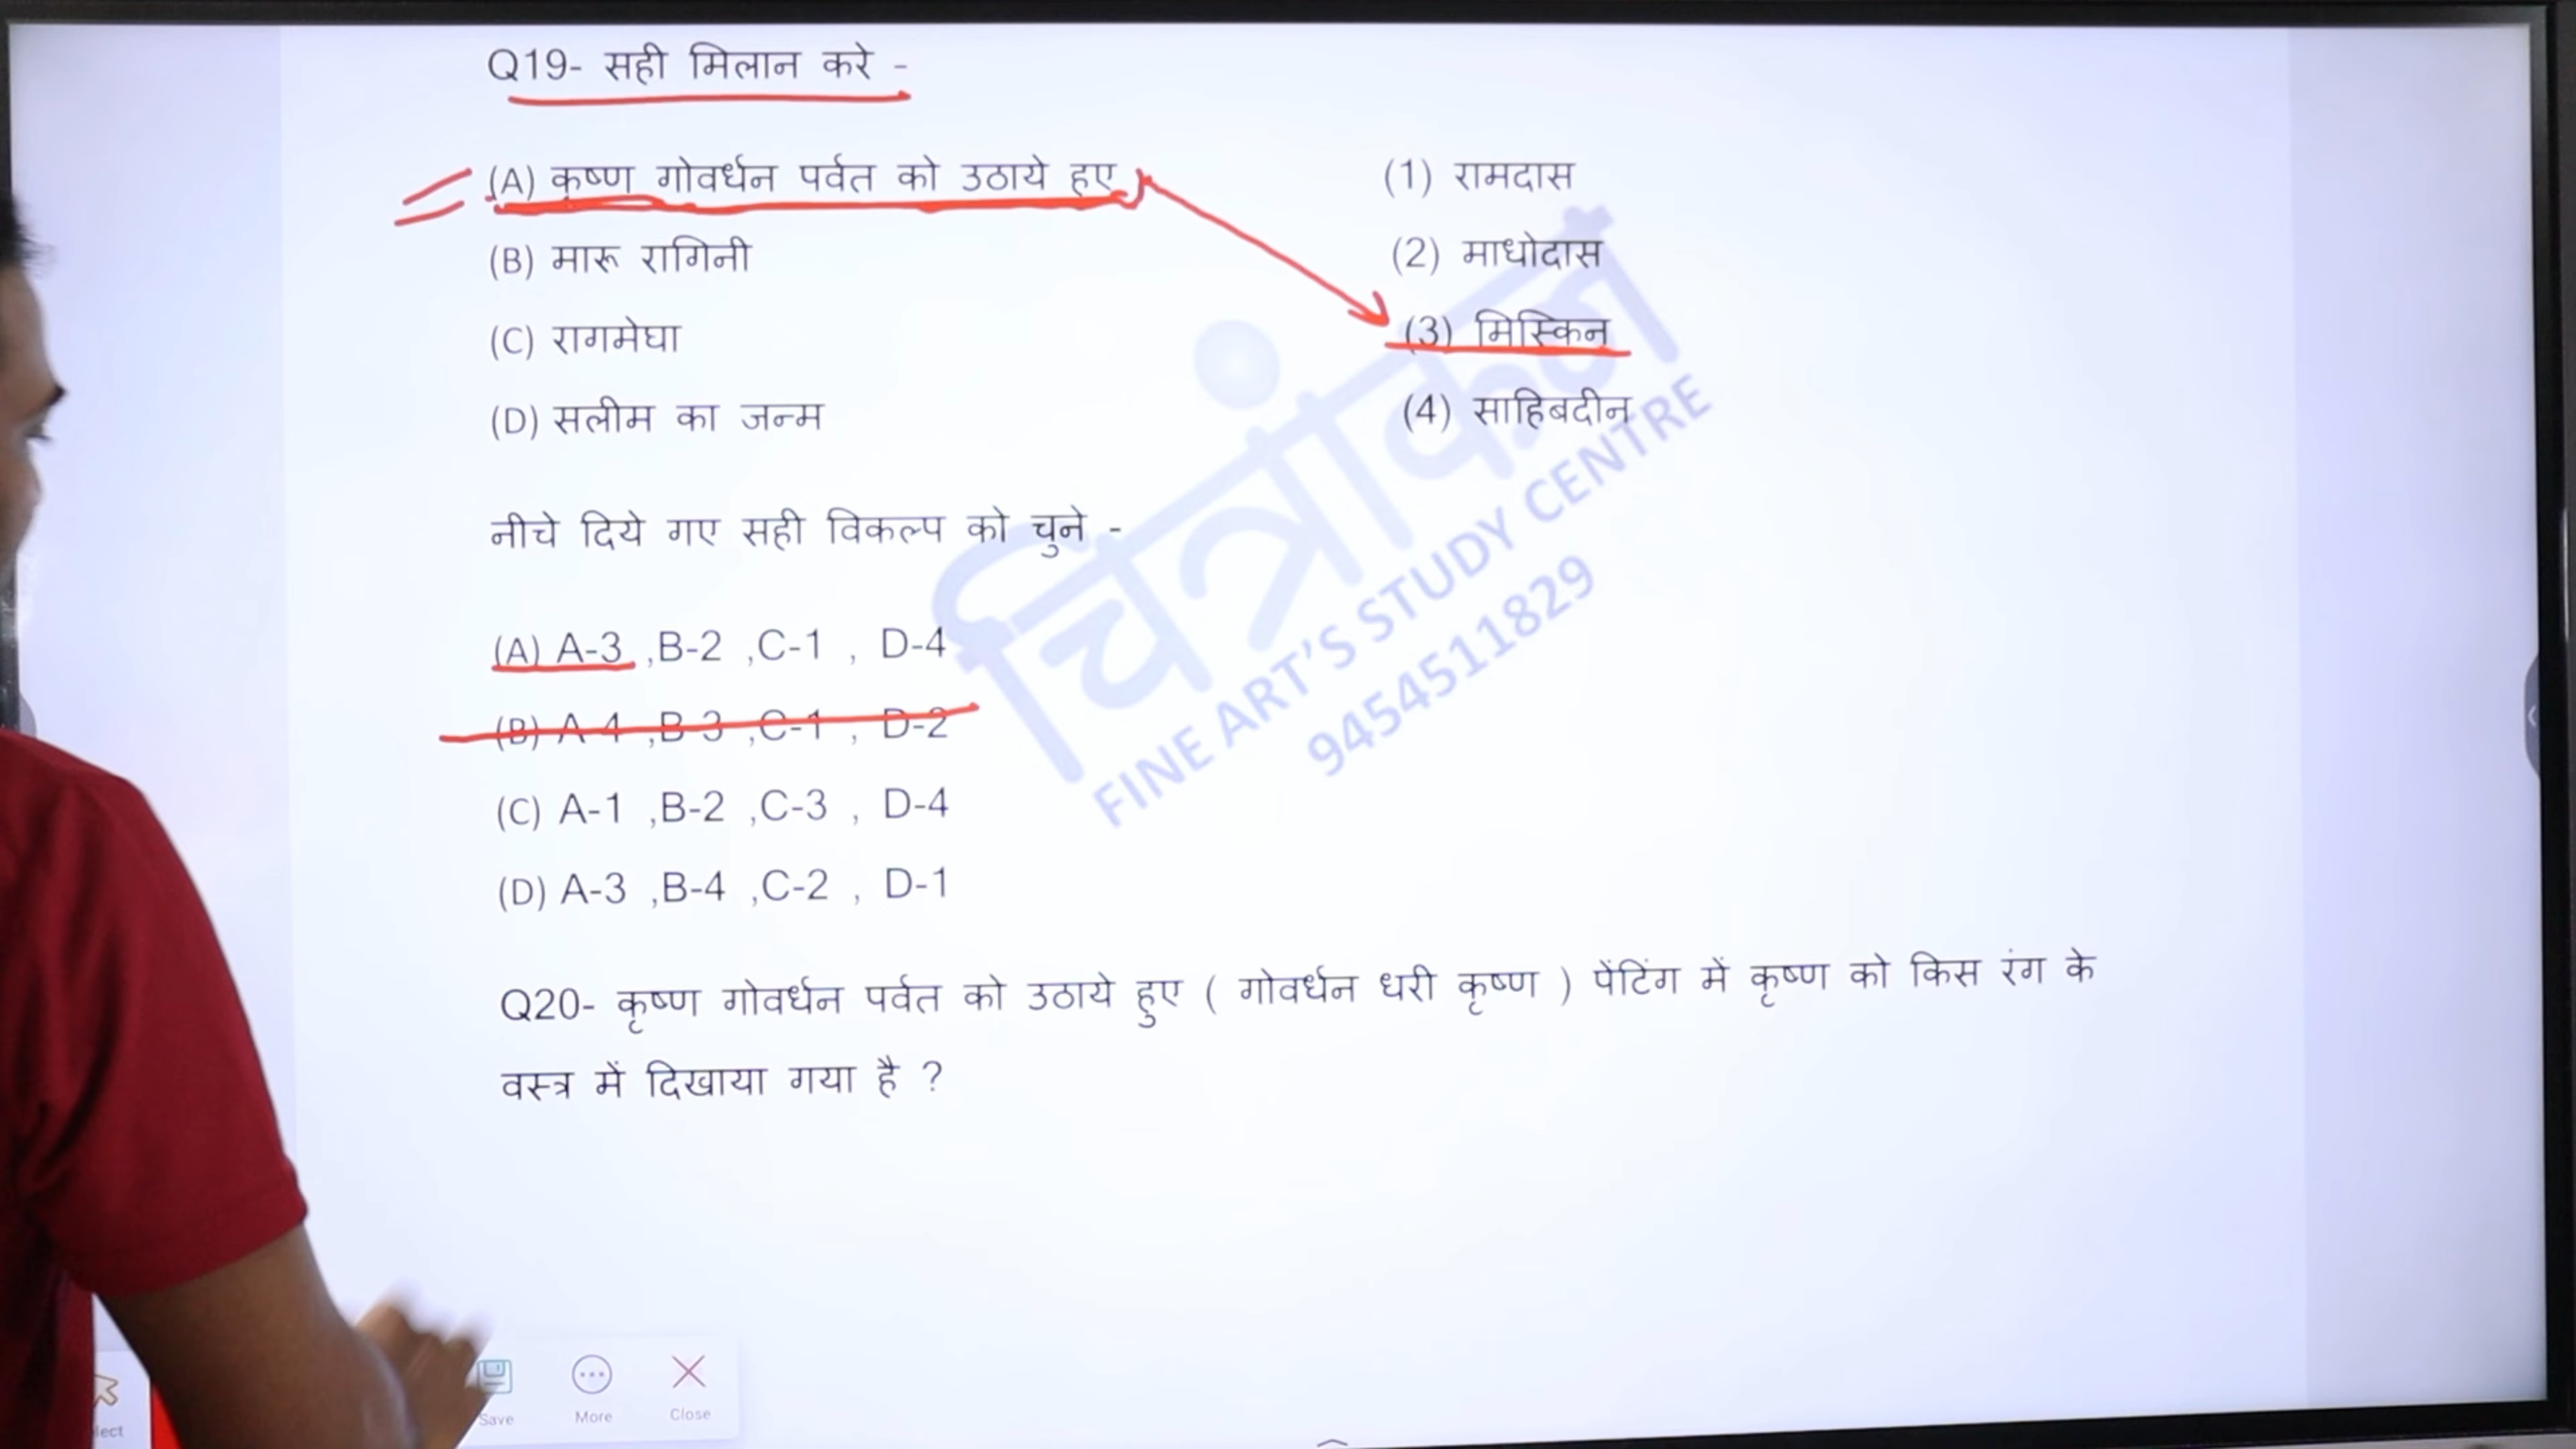 Q19- सही मिलान करे -
(A) कृष्ण गोवर्धन पर्वत को उठाये हुए
(1) रामदास
(B) मारू रागिनी
(2) माधोदास
(C) रागमेघा
(3) मिस्किन
(D) सलीम का जन्म
(4) साहिबदीन
नीचे दिये गए सही विकल्प को चुने -
(A) A-3 ,B-2 ,C-1 , D-4
(B) A-4 ,B-3 ,C-1 , D-2
(C) A-1 ,B-2 ,C-3 , D-4
(D) A-3 ,B-4 ,C-2 , D-1
Q20- कृष्ण गोवर्धन पर्वत को उठाये हुए ( गोवर्धन धरी कृष्ण ) पेंटिंग में कृष्ण को किस रंग के
वस्त्र में दिखाया गया है ?
चित्रांकन
FINE ART'S STUDY CENTRE
9454511829
Save
More
Close